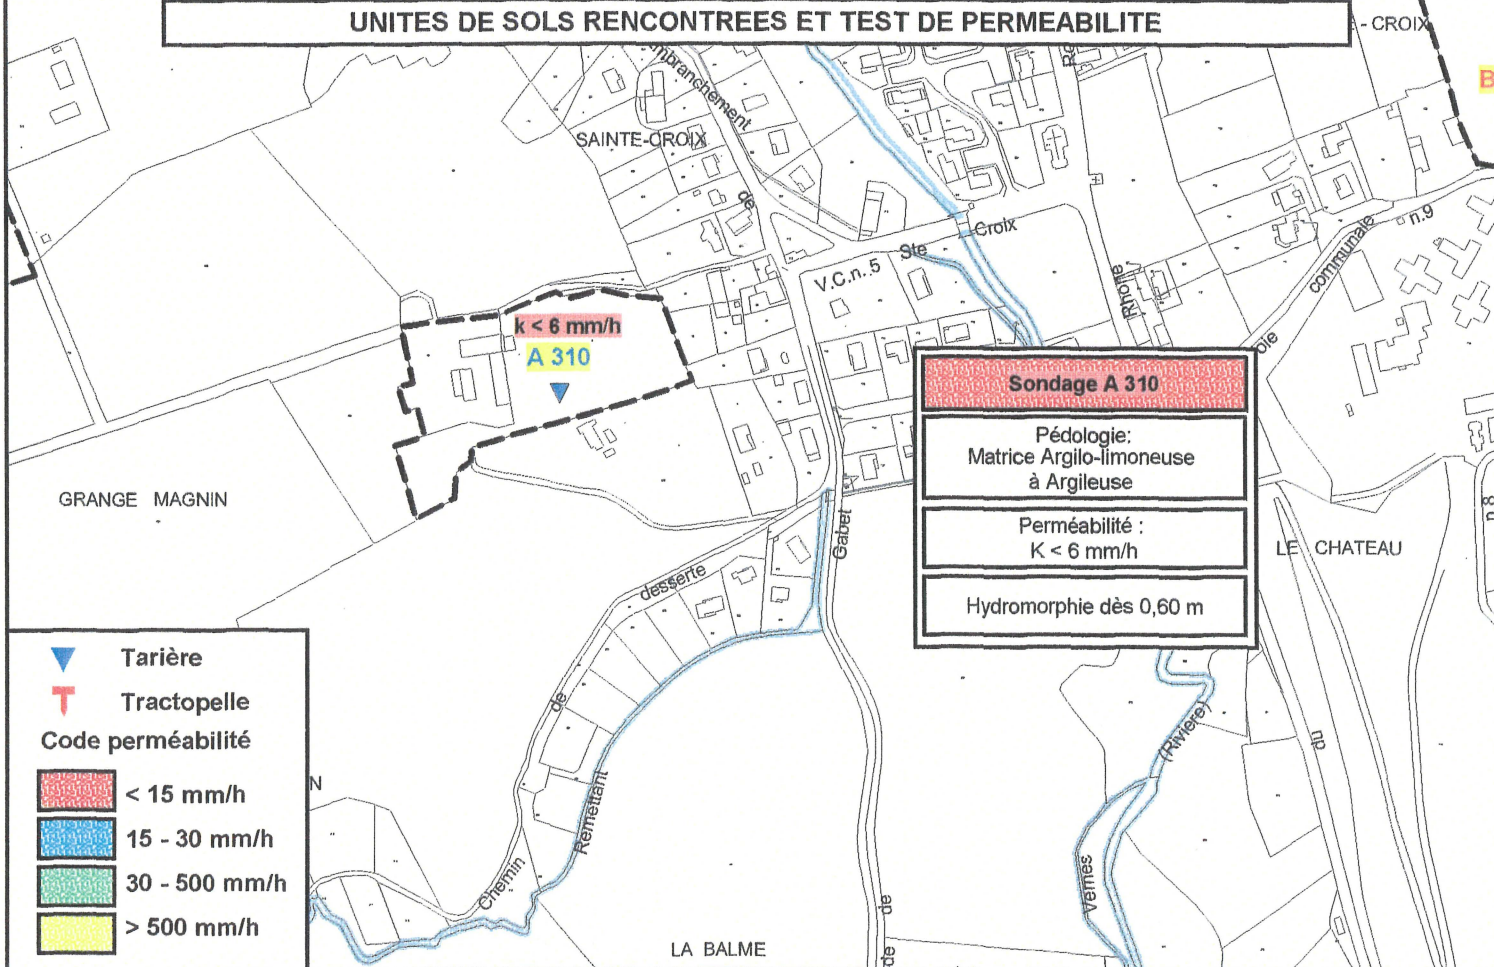 UNITES DE SOLS RENCONTREES ET TEST DE PERMEABILITE
- CROIX
B
embranchement
SAINTE-CROIX
de
Ste
Croix
V.C.n. 5
Rhône
communale
n.9
k < 6 mm/h
A 310
Sondage A 310
Pédologie:
Matrice Argilo-limoneuse
à Argileuse
Perméabilité :
K < 6 mm/h
Hydromorphie dès 0,60 m
GRANGE MAGNIN
Gabet
LE CHATEAU
n.8
desserte
de
Chemin
Remettant
(Riviere)
du
Vernes
de
de
N
LA BALME
Tarière
Tractopelle
Code perméabilité
< 15 mm/h
15 - 30 mm/h
30 - 500 mm/h
> 500 mm/h